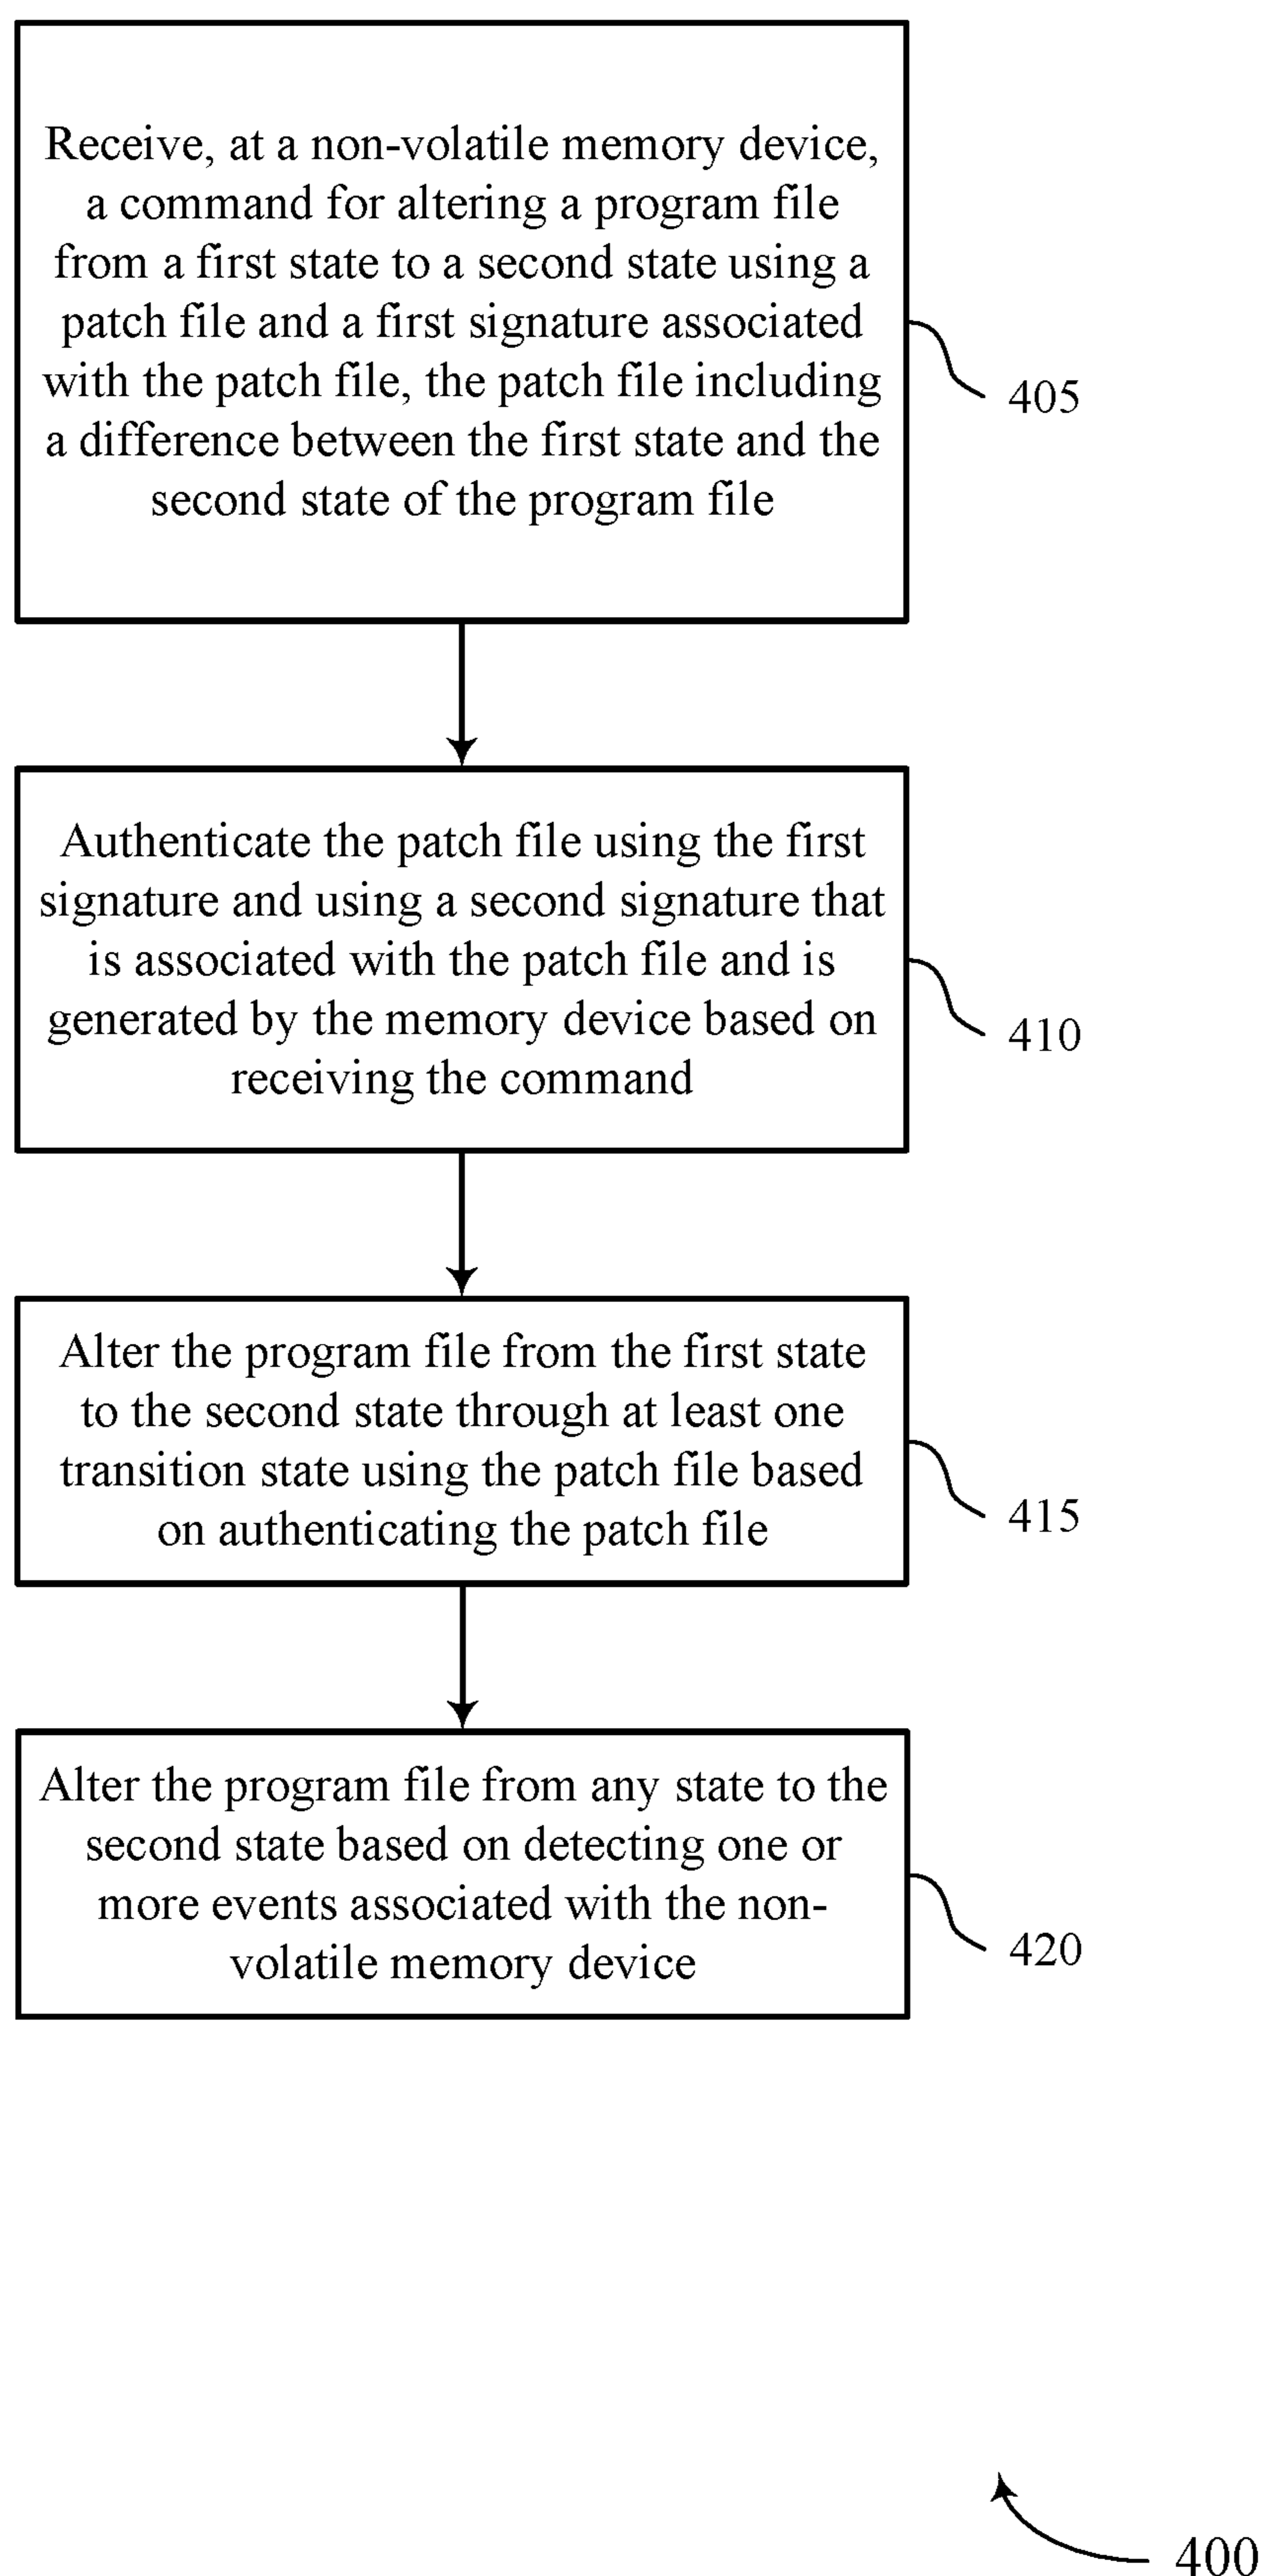 Receive, at a non-volatile memory device,
a command for altering a program file
from a first state to a second state using a
patch file and a first signature associated
with the patch file, the patch file including
a difference between the first state and the
second state of the program file
405
Authenticate the patch file using the first
signature and using a second signature that
is associated with the patch file and is
generated by the memory device based on
receiving the command
410
Alter the program file from the first state
to the second state through at least one
transition state using the patch file based
on authenticating the patch file
415
Alter the program file from any state to the
second state based on detecting one or
more events associated with the non-
volatile memory device
420
400